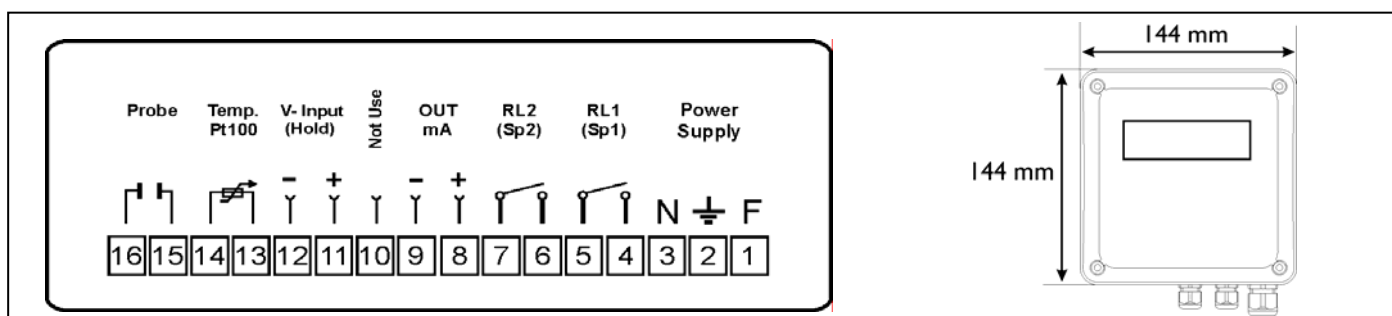 Probe Temp. V- Input Not Use OUT RL2 RL1 Power
Pt100 (Hold) mA (Sp2) (Sp1) Supply
- + - +
N F
16 15 14 13 12 11 10 9 8 7 6 5 4 3 2 1
144 mm
144 mm